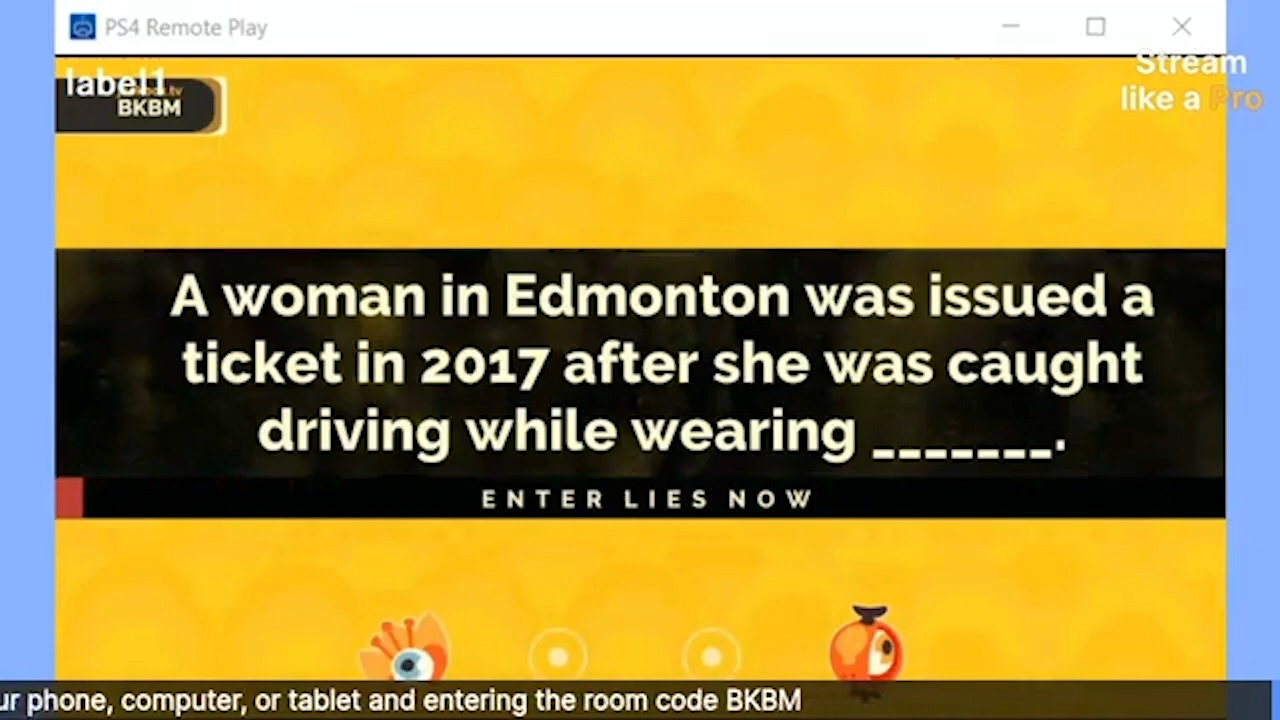 PS4 Remote Play
label1
BKBM
Stream
like a Pro
A woman in Edmonton was issued a
ticket in 2017 after she was caught
driving while wearing _______.
ENTER LIES NOW
phone, computer, or tablet and entering the room code BKBM